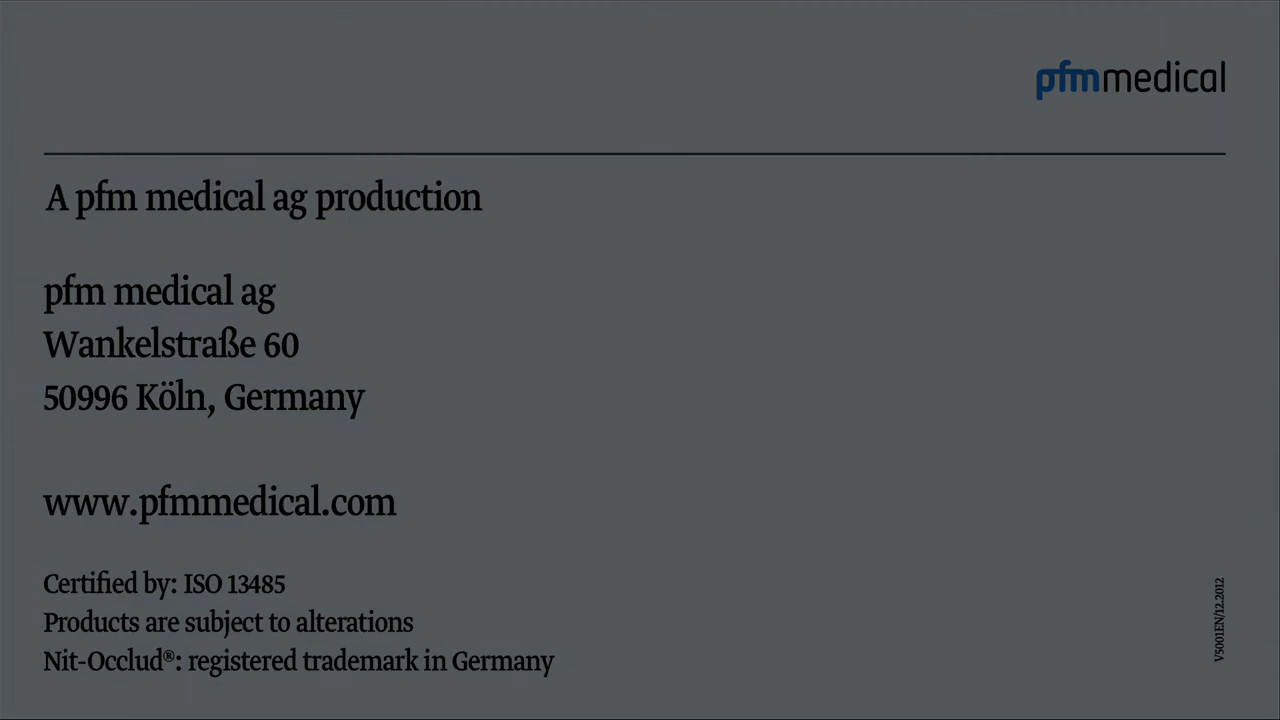 pfmmedical
A pfm medical ag production
pfm medical ag
Wankelstraße 60
50996 Köln, Germany
www.pfmmedical.com
Certified by: ISO 13485
Products are subject to alterations
Nit-Occlud®: registered trademark in Germany
V5001EN/12.2012